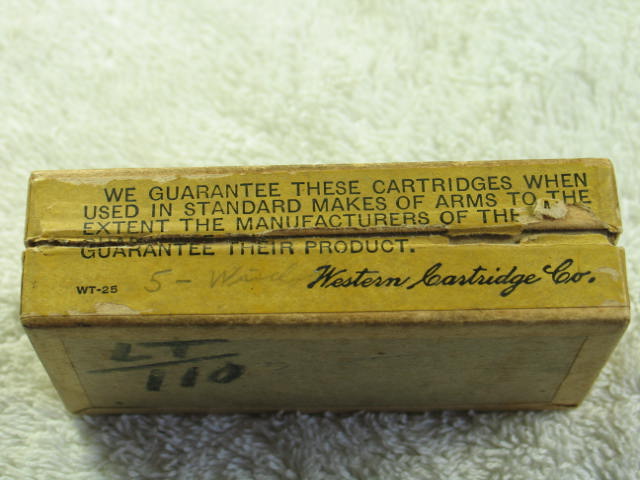 WE GUARANTEE THESE CARTRIDGES WHEN
USED IN STANDARD MAKES OF ARMS TO THE
EXTENT THE MANUFACTURERS OF THE
GUARANTEE THEIR PRODUCT.
WT-25 5 - Western Cartridge Co.
LT
110